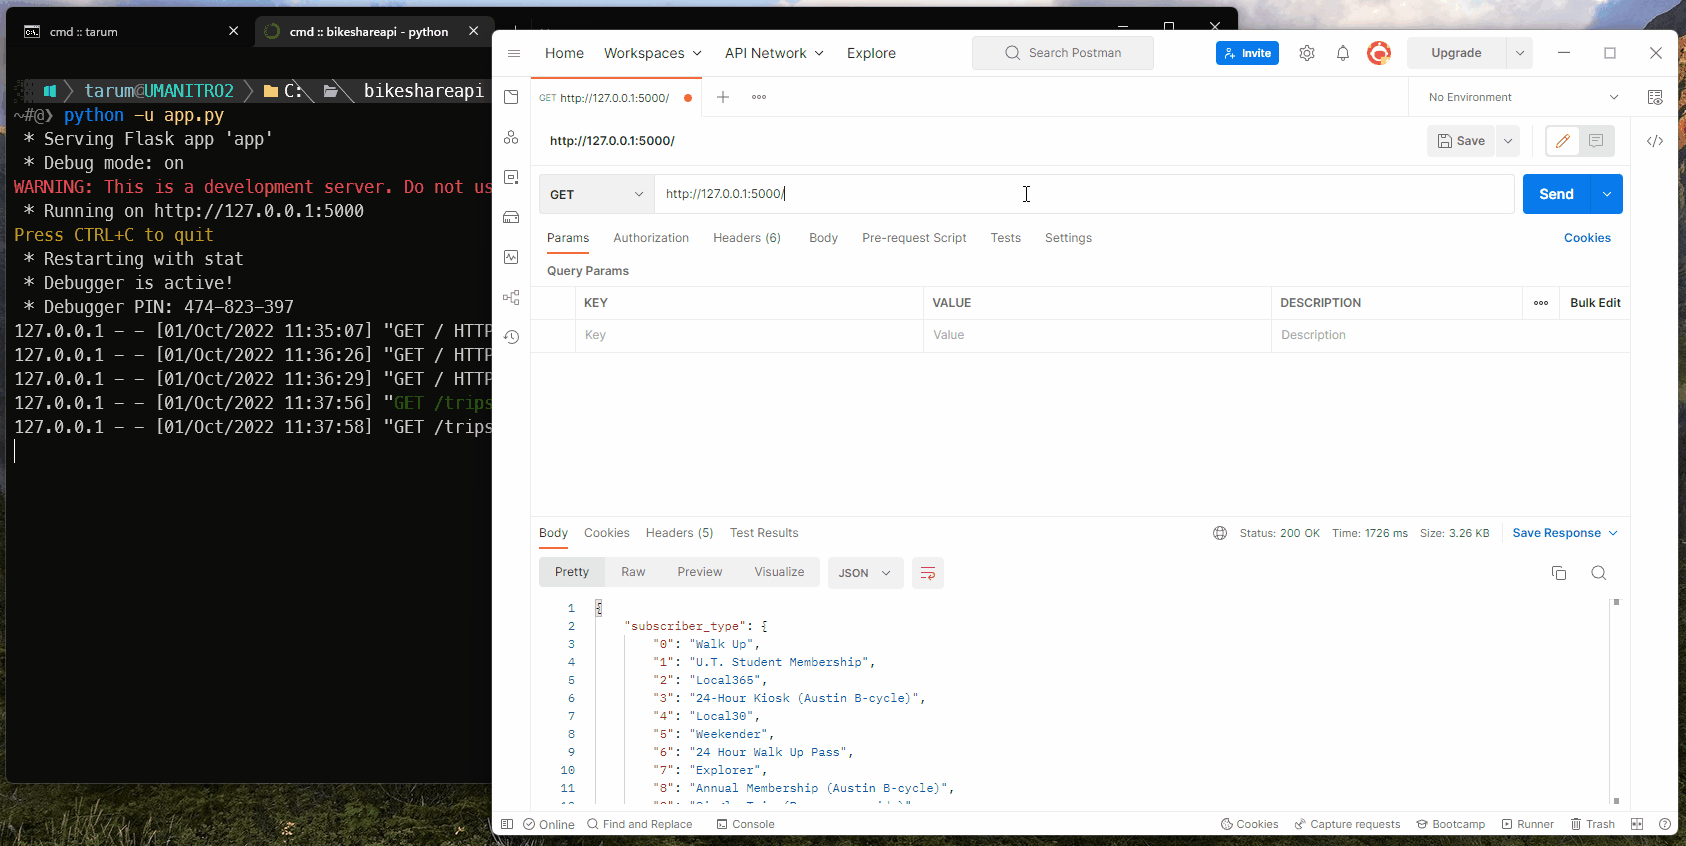 cmd :: tarum
cmd :: bikeshareapi - python
tarum@UMANITRO2 C: bikeshareapi
~#@❯ python -u app.py
* Serving Flask app 'app'
* Debug mode: on
WARNING: This is a development server. Do not us
* Running on http://127.0.0.1:5000
Press CTRL+C to quit
* Restarting with stat
* Debugger is active!
* Debugger PIN: 474-823-397
127.0.0.1 - - [01/Oct/2022 11:35:07] "GET / HTTP
127.0.0.1 - - [01/Oct/2022 11:36:26] "GET / HTTP
127.0.0.1 - - [01/Oct/2022 11:36:29] "GET / HTTP
127.0.0.1 - - [01/Oct/2022 11:37:56] "GET /trips
127.0.0.1 - - [01/Oct/2022 11:37:58] "GET /trips
Home Workspaces API Network Explore Search Postman Invite Upgrade
GET http://127.0.0.1:5000/ No Environment
http://127.0.0.1:5000/ Save
GET http://127.0.0.1:5000/ Send
Params Authorization Headers (6) Body Pre-request Script Tests Settings Cookies
Query Params
KEY VALUE DESCRIPTION Bulk Edit
Key Value Description
Body Cookies Headers (5) Test Results Status: 200 OK Time: 1726 ms Size: 3.26 KB Save Response
Pretty Raw Preview Visualize JSON
1 {
2 "subscriber_type": {
3 "0": "Walk Up",
4 "1": "U.T. Student Membership",
5 "2": "Local365",
6 "3": "24-Hour Kiosk (Austin B-cycle)",
7 "4": "Local30",
8 "5": "Weekender",
9 "6": "24 Hour Walk Up Pass",
10 "7": "Explorer",
11 "8": "Annual Membership (Austin B-cycle)",
Online Find and Replace Console Cookies Capture requests Bootcamp Runner Trash